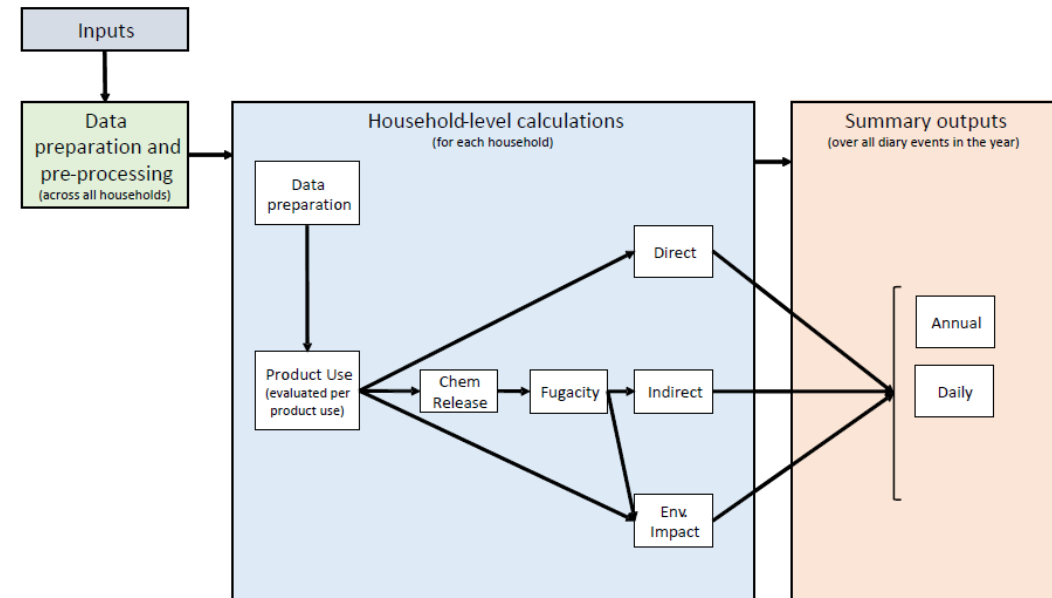 Inputs
Data
preparation and
pre-processing
(across all households)
Household-level calculations
(for each household)
Data
preparation
Product Use
(evaluated per
product use)
Chem
Release
Fugacity
Direct
Indirect
Env.
Impact
Summary outputs
(over all diary events in the year)
Annual
Daily